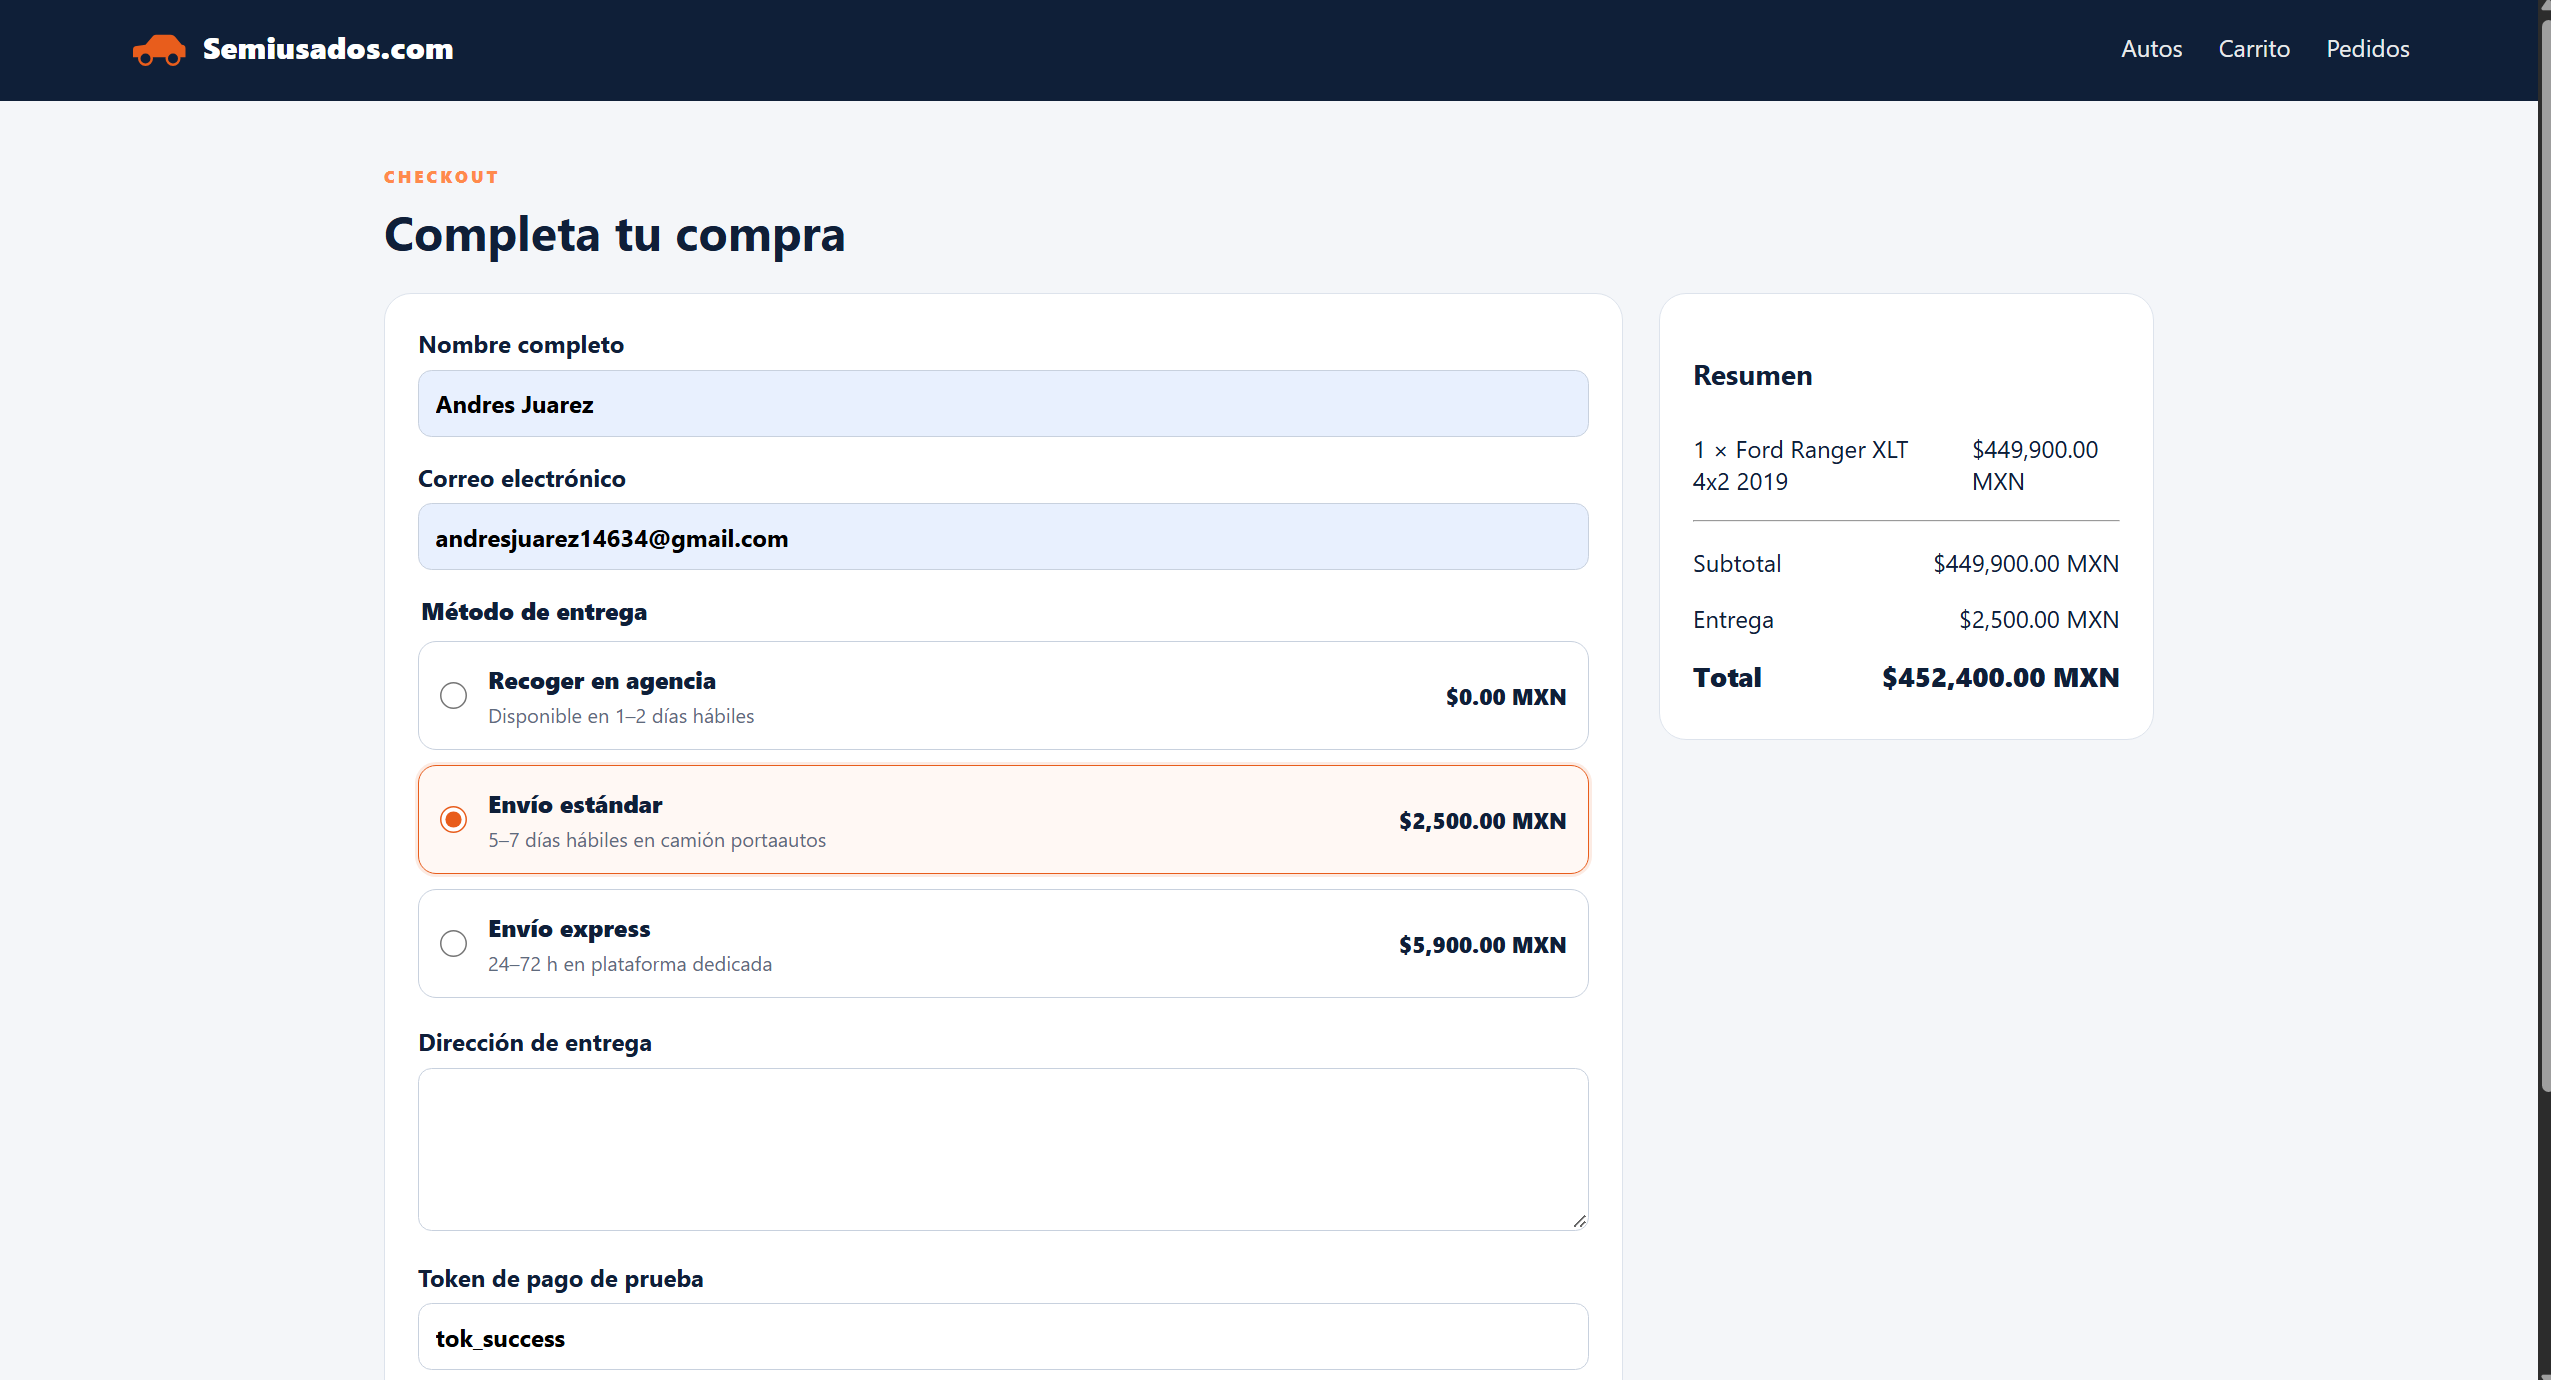 Semiusados.com
Autos Carrito Pedidos
CHECKOUT
Completa tu compra
Nombre completo
Andres Juarez
Correo electrónico
andresjuarez14634@gmail.com
Método de entrega
Recoger en agencia
Disponible en 1–2 días hábiles
$0.00 MXN
Envío estándar
5–7 días hábiles en camión portaautos
$2,500.00 MXN
Envío express
24–72 h en plataforma dedicada
$5,900.00 MXN
Dirección de entrega
Token de pago de prueba
tok_success
Resumen
1 × Ford Ranger XLT
4x2 2019
$449,900.00
MXN
Subtotal $449,900.00 MXN
Entrega $2,500.00 MXN
Total $452,400.00 MXN